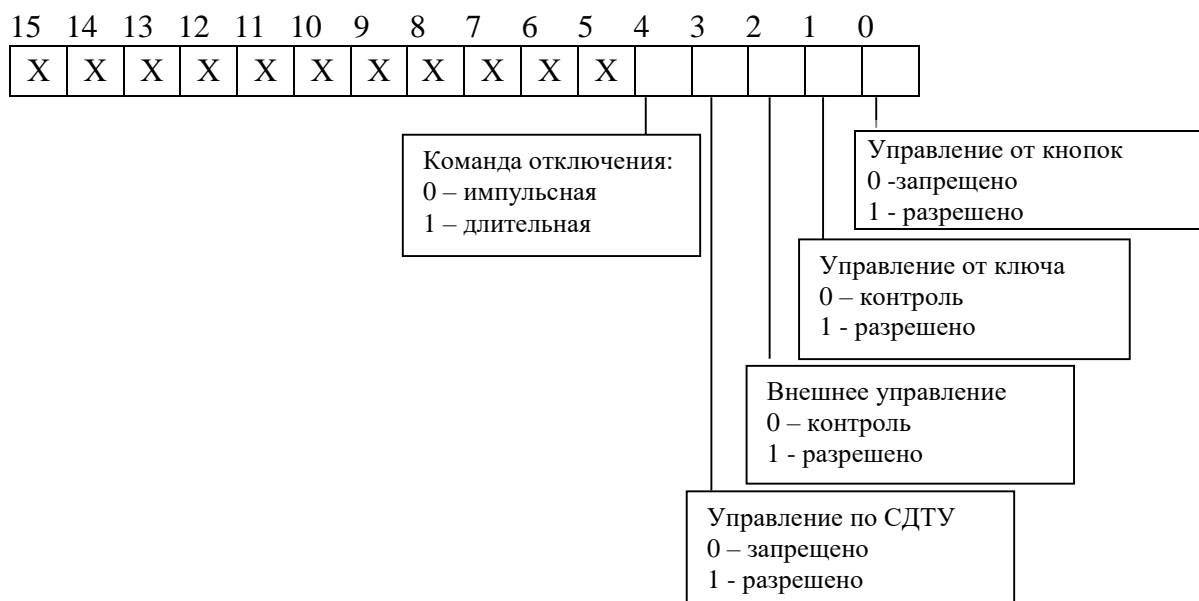 15 14 13 12 11 10 9 8 7 6 5 4 3 2 1 0
X X X X X X X X X X X
Команда отключения:
0 – импульсная
1 – длительная
Управление от кнопок
0 -запрещено
1 - разрешено
Управление от ключа
0 – контроль
1 - разрешено
Внешнее управление
0 – контроль
1 - разрешено
Управление по СДТУ
0 – запрещено
1 - разрешено